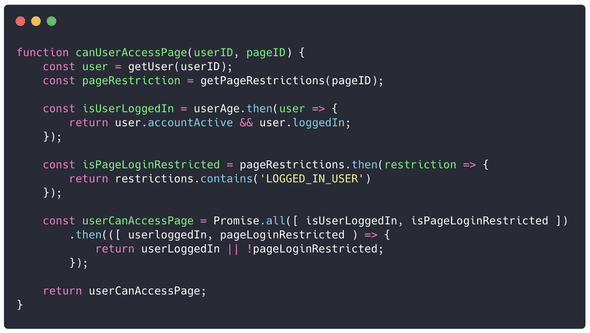 function canUserAccessPage(userID, pageID) {
    const user = getUser(userID);
    const pageRestriction = getPageRestrictions(pageID);
    const isUserLoggedIn = userAge.then(user => {
        return user.accountActive && user.loggedIn;
    });
    const isPageLoginRestricted = pageRestrictions.then(restriction => {
        return restrictions.contains('LOGGED_IN_USER')
    });
    const userCanAccessPage = Promise.all([ isUserLoggedIn, isPageLoginRestricted ])
        .then(([ userloggedIn, pageLoginRestricted ) => {
            return userLoggedIn || !pageLoginRestricted;
        });
    return userCanAccessPage;
}